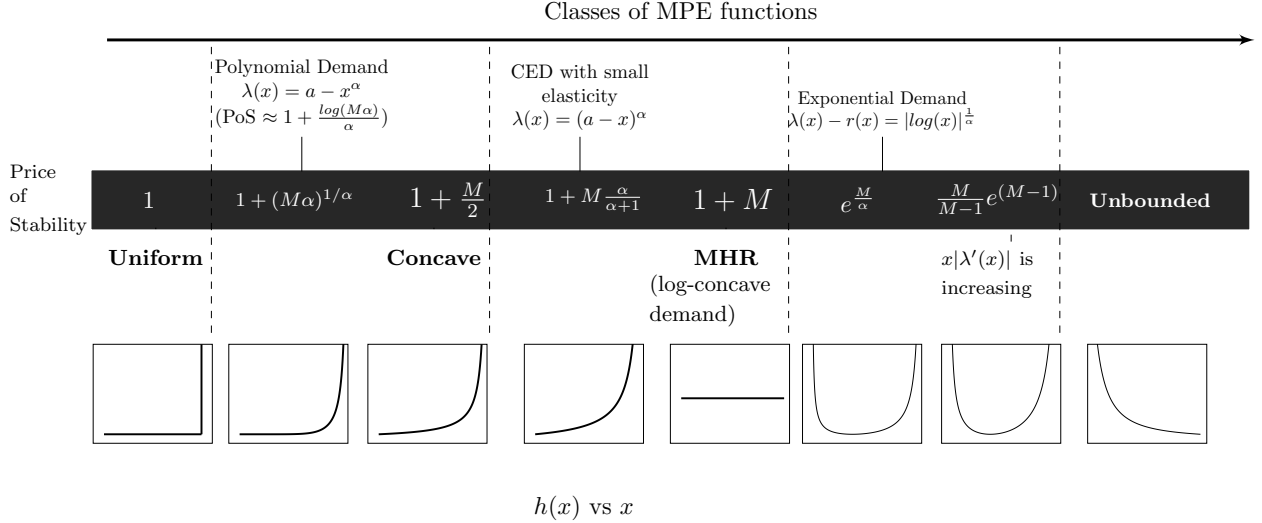 Classes of MPE functions
Polynomial Demand
λ(x) = a − x^α
(PoS ≈ 1 + log(Mα)/α)
CED with small
elasticity
λ(x) = (a − x)^α
Exponential Demand
λ(x) − r(x) = |log(x)|^{1/α}
Price
of
Stability
1
1 + (Mα)^{1/α}
1 + M/2
1 + M α/(α+1)
1 + M
e^{M/α}
M/(M−1) e^{(M−1)}
Unbounded
Uniform
Concave
MHR
(log-concave
demand)
x|λ′(x)| is
increasing
h(x) vs x